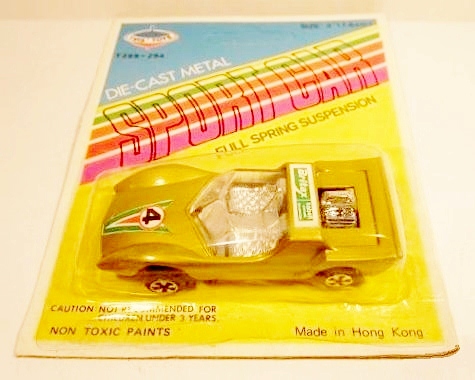 T299-294
DIE-CAST METAL
SPORT CAR
FULL SPRING SUSPENSION
4
CAUTION NOT RECOMMENDED FOR
CHILDREN UNDER 3 YEARS.
NON TOXIC PAINTS
Made in Hong Kong